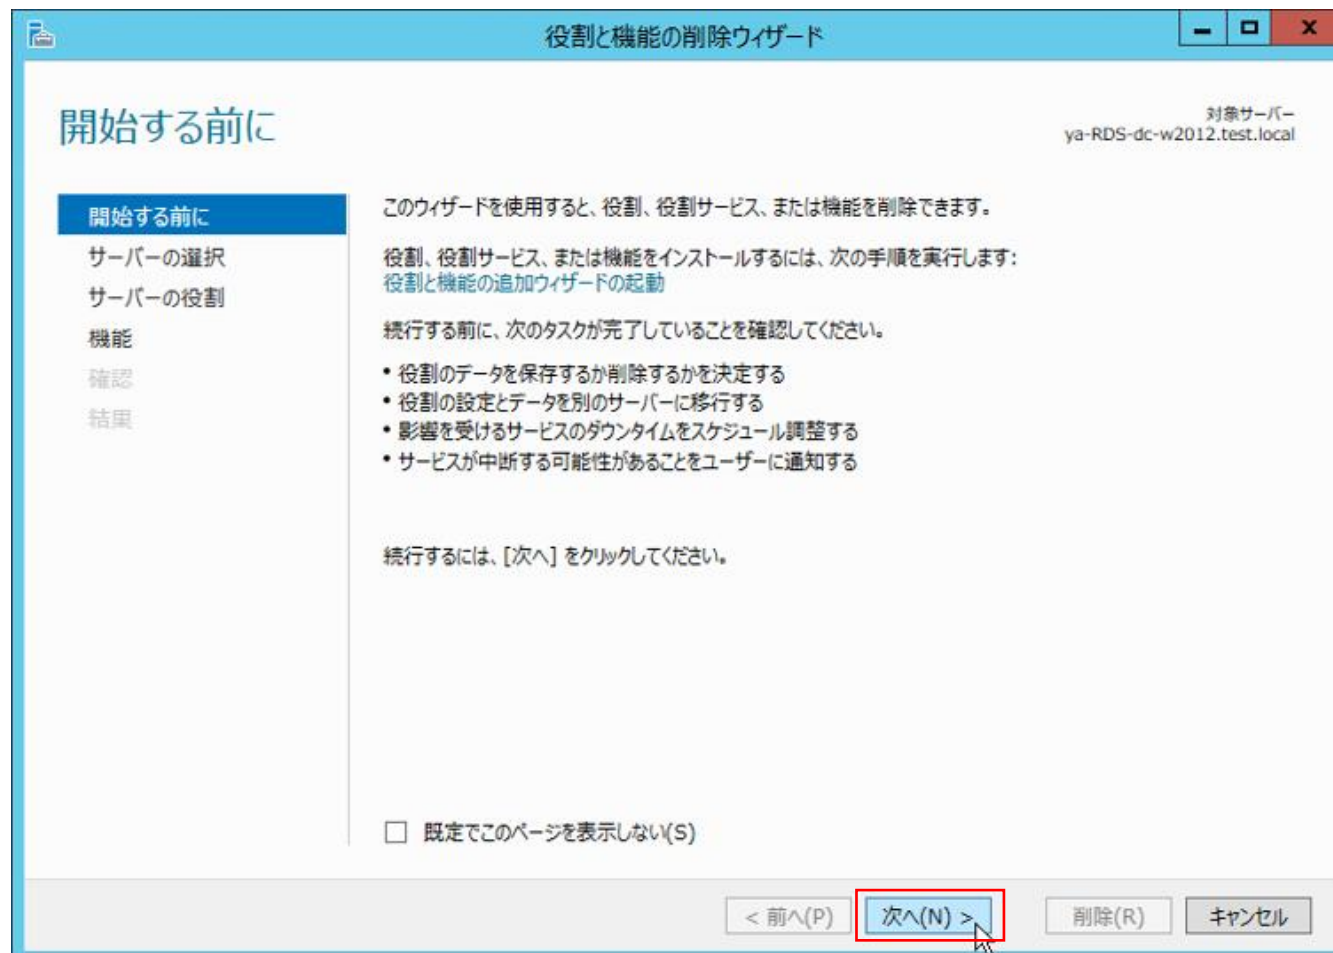 役割と機能の削除ウィザード
開始する前に
対象サーバー
ya-RDS-dc-w2012.test.local
開始する前に
サーバーの選択
サーバーの役割
機能
確認
結果
このウィザードを使用すると、役割、役割サービス、または機能を削除できます。
役割、役割サービス、または機能をインストールするには、次の手順を実行します:
役割と機能の追加ウィザードの起動
続行する前に、次のタスクが完了していることを確認してください。
• 役割のデータを保存するか削除するかを決定する
• 役割の設定とデータを別のサーバーに移行する
• 影響を受けるサービスのダウンタイムをスケジュール調整する
• サービスが中断する可能性があることをユーザーに通知する
続行するには、[次へ] をクリックしてください。
既定でこのページを表示しない(S)
< 前へ(P) 次へ(N) > 削除(R) キャンセル